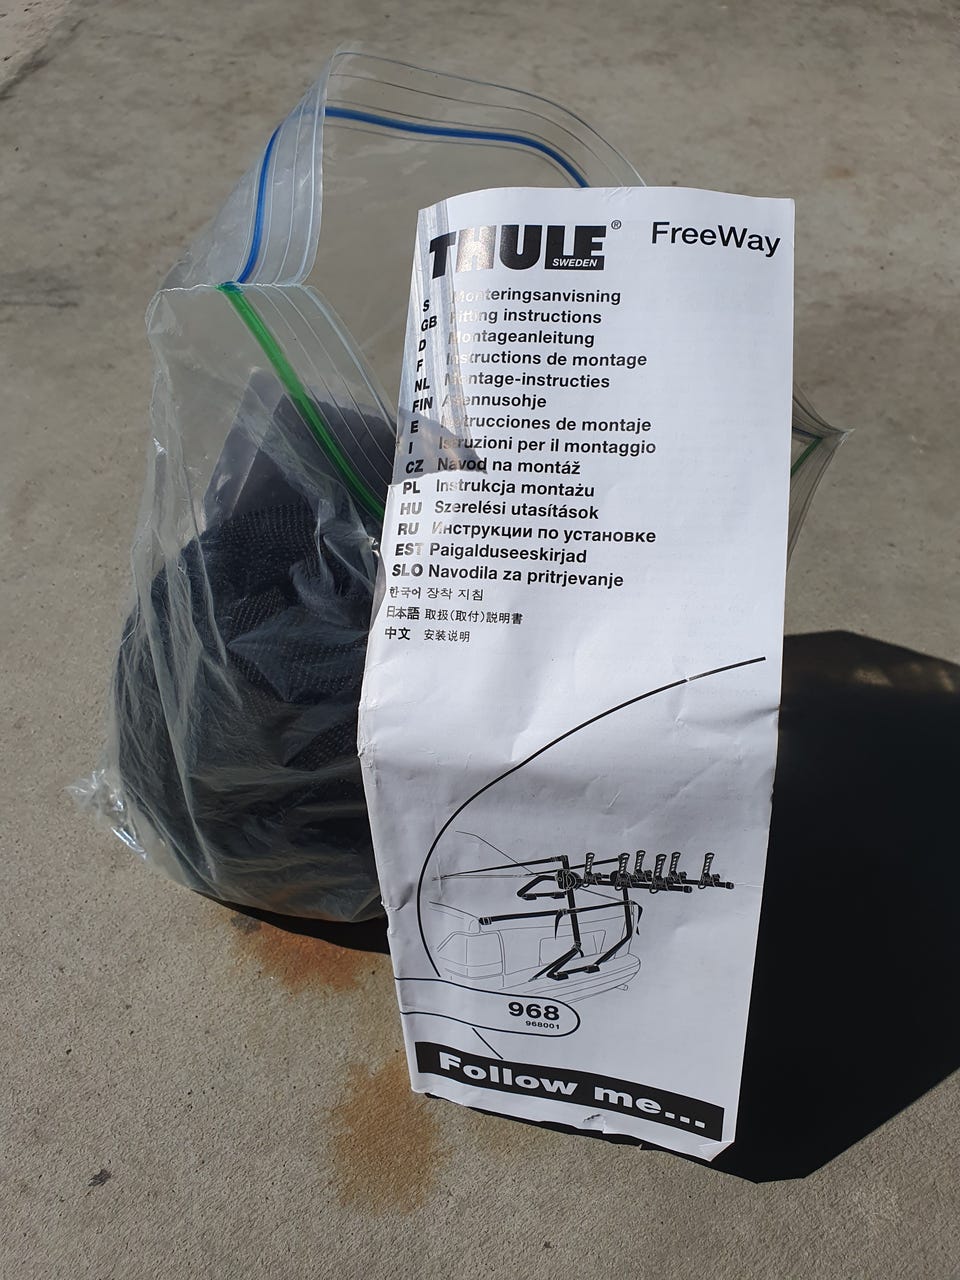 THULE® FreeWay
SWEDEN
S Monteringsanvisning
GB Fitting instructions
D Montageanleitung
F Instructions de montage
NL Montage-instructies
FIN Asennusohje
E Instrucciones de montaje
I Istruzioni per il montaggio
CZ Návod na montáž
PL Instrukcja montażu
HU Szerelési utasítások
RU Инструкции по установке
EST Paigalduseeskirjad
SLO Navodila za pritrjevanje
한국어 장착 지침
日本語 取扱(取付)説明書
中文 安装说明
968
968001
Follow me...